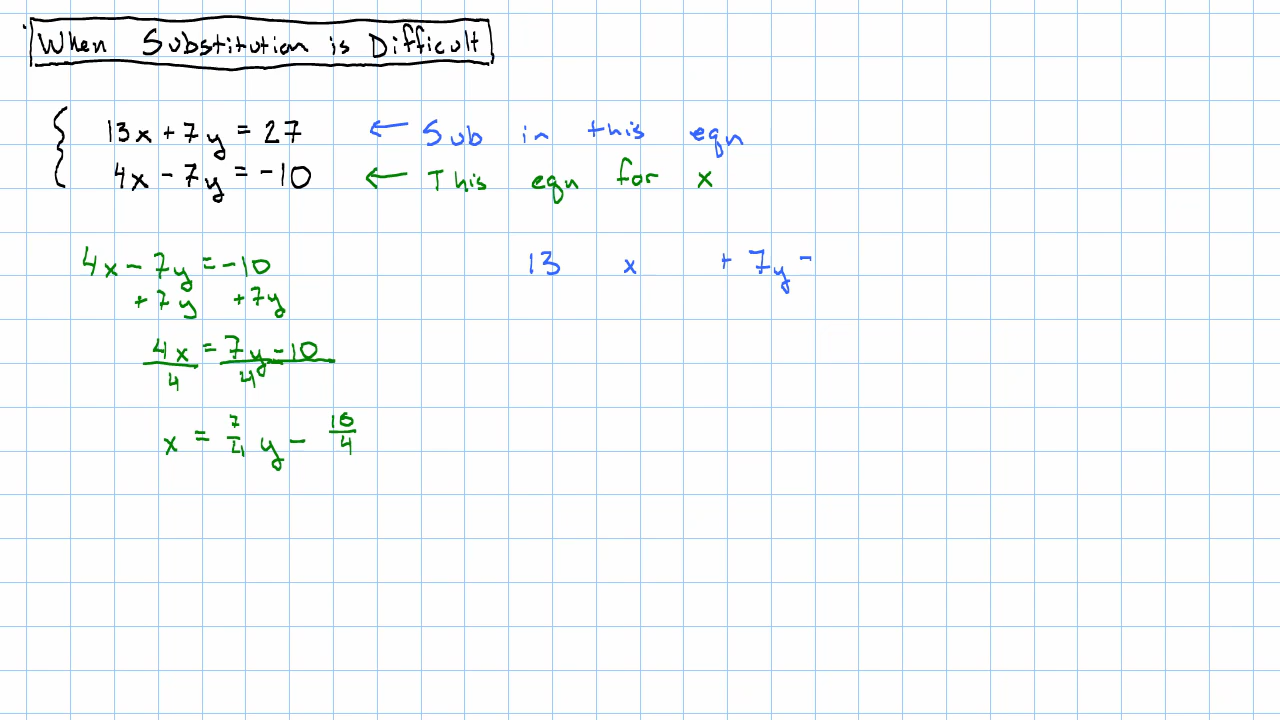 When Substitution is Difficult
13x + 7y = 27 ← Sub in this eqn
4x - 7y = -10 ← This eqn for x
4x - 7y = -10
+7y +7y
4x = 7y - 10
4 4
x = 7/4 y - 10/4
13 x + 7y -